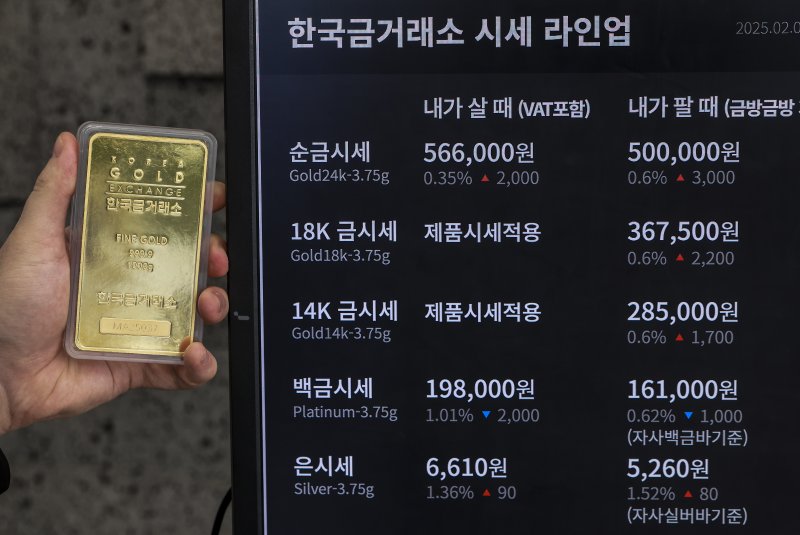 한국금거래소 시세 라인업
2025.02.0
내가 살 때 (VAT포함)
내가 팔 때 (금방금방
순금시세
566,000원
500,000원
Gold24k-3.75g
0.35% ▲ 2,000
0.6% ▲ 3,000
18K 금시세
제품시세적용
367,500원
Gold18k-3.75g
0.6% ▲ 2,200
14K 금시세
제품시세적용
285,000원
Gold14k-3.75g
0.6% ▲ 1,700
백금시세
198,000원
161,000원
Platinum-3.75g
1.01% ▼ 2,000
0.62% ▼ 1,000
(자사백금바기준)
은시세
6,610원
5,260원
Silver-3.75g
1.36% ▲ 90
1.52% ▲ 80
(자사실버바기준)
KOREA
GOLD
EXCHANGE
한국금거래소
FINE GOLD
999.9
1000g
한국금거래소